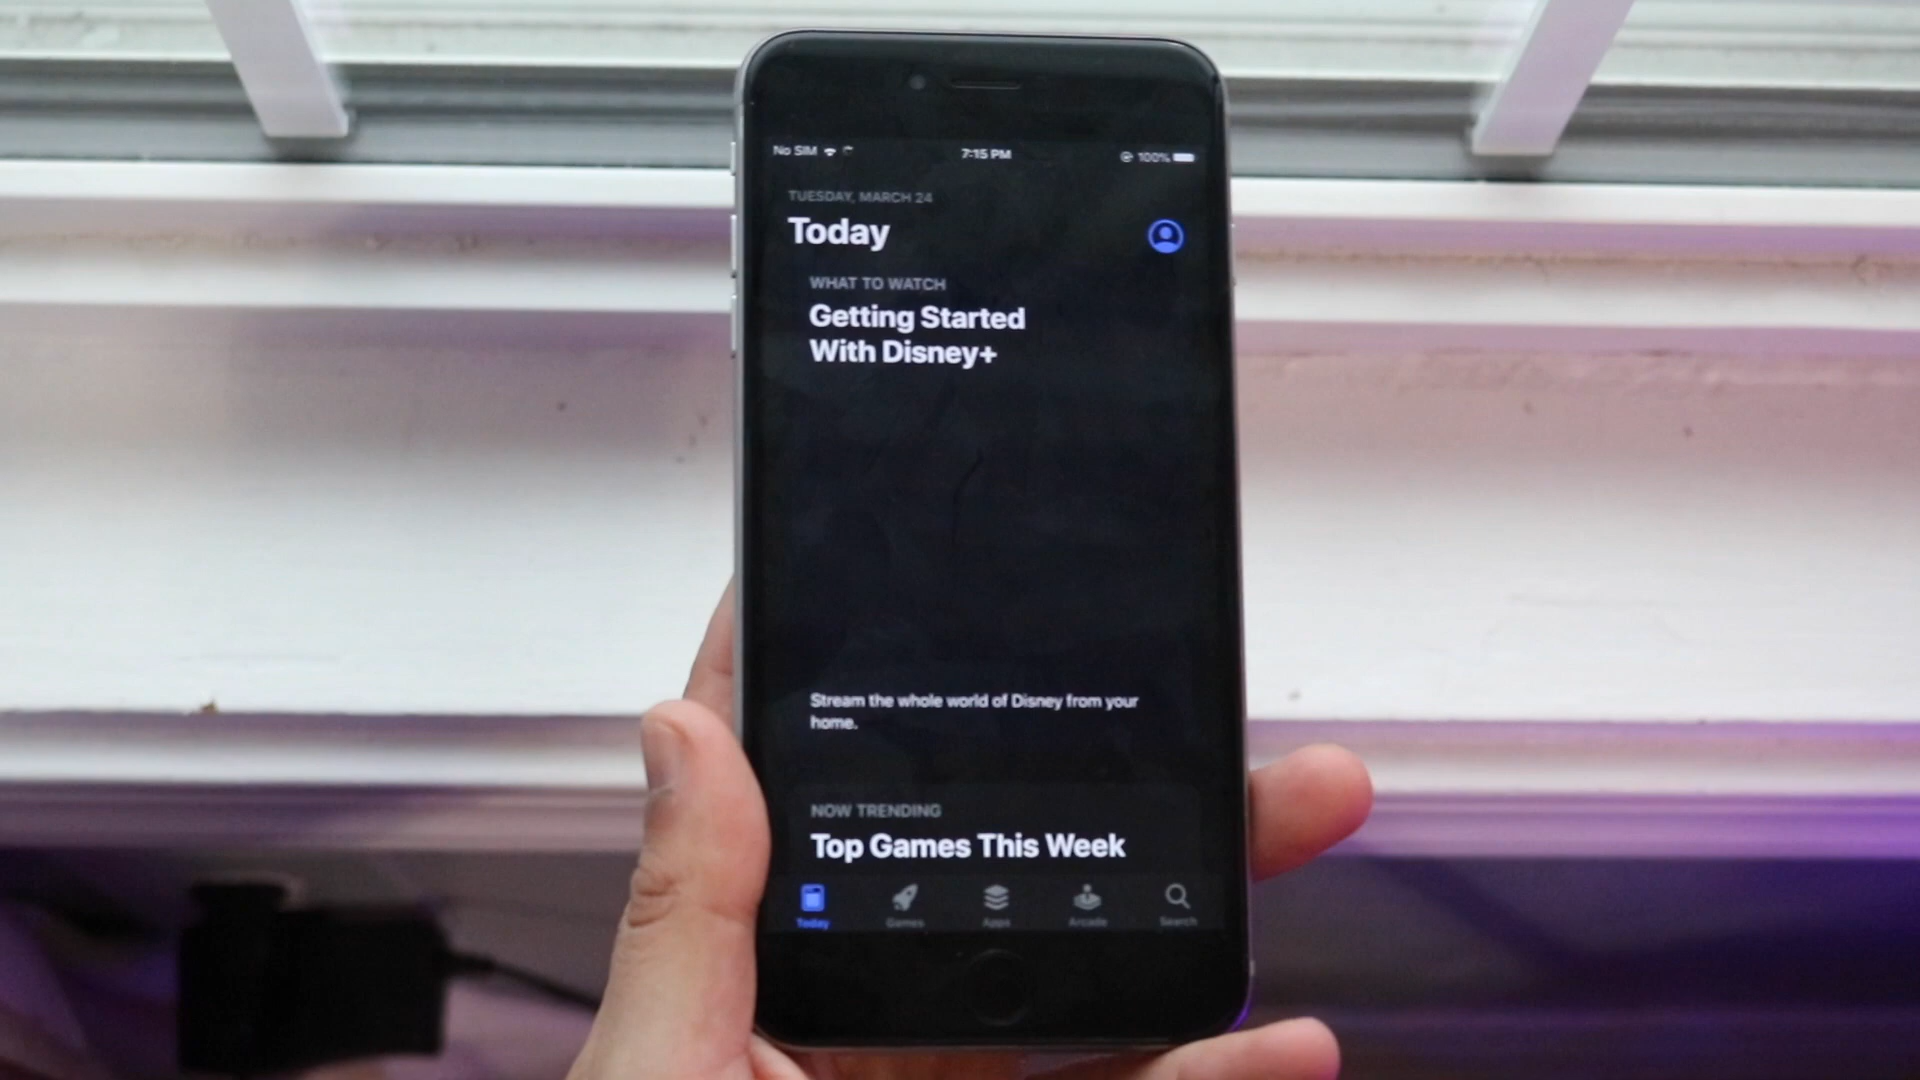 No SIM 7:15 PM 100%
TUESDAY, MARCH 24
Today
WHAT TO WATCH
Getting Started
With Disney+
Stream the whole world of Disney from your
home.
NOW TRENDING
Top Games This Week
Today Games Apps Arcade Search